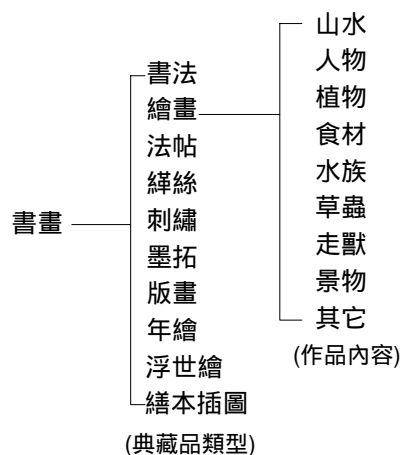 書畫
書法
繪畫
法帖
緙絲
刺繡
墨拓
版畫
年繪
浮世繪
繕本插圖
(典藏品類型)
山水
人物
植物
食材
水族
草蟲
走獸
景物
其它
(作品內容)